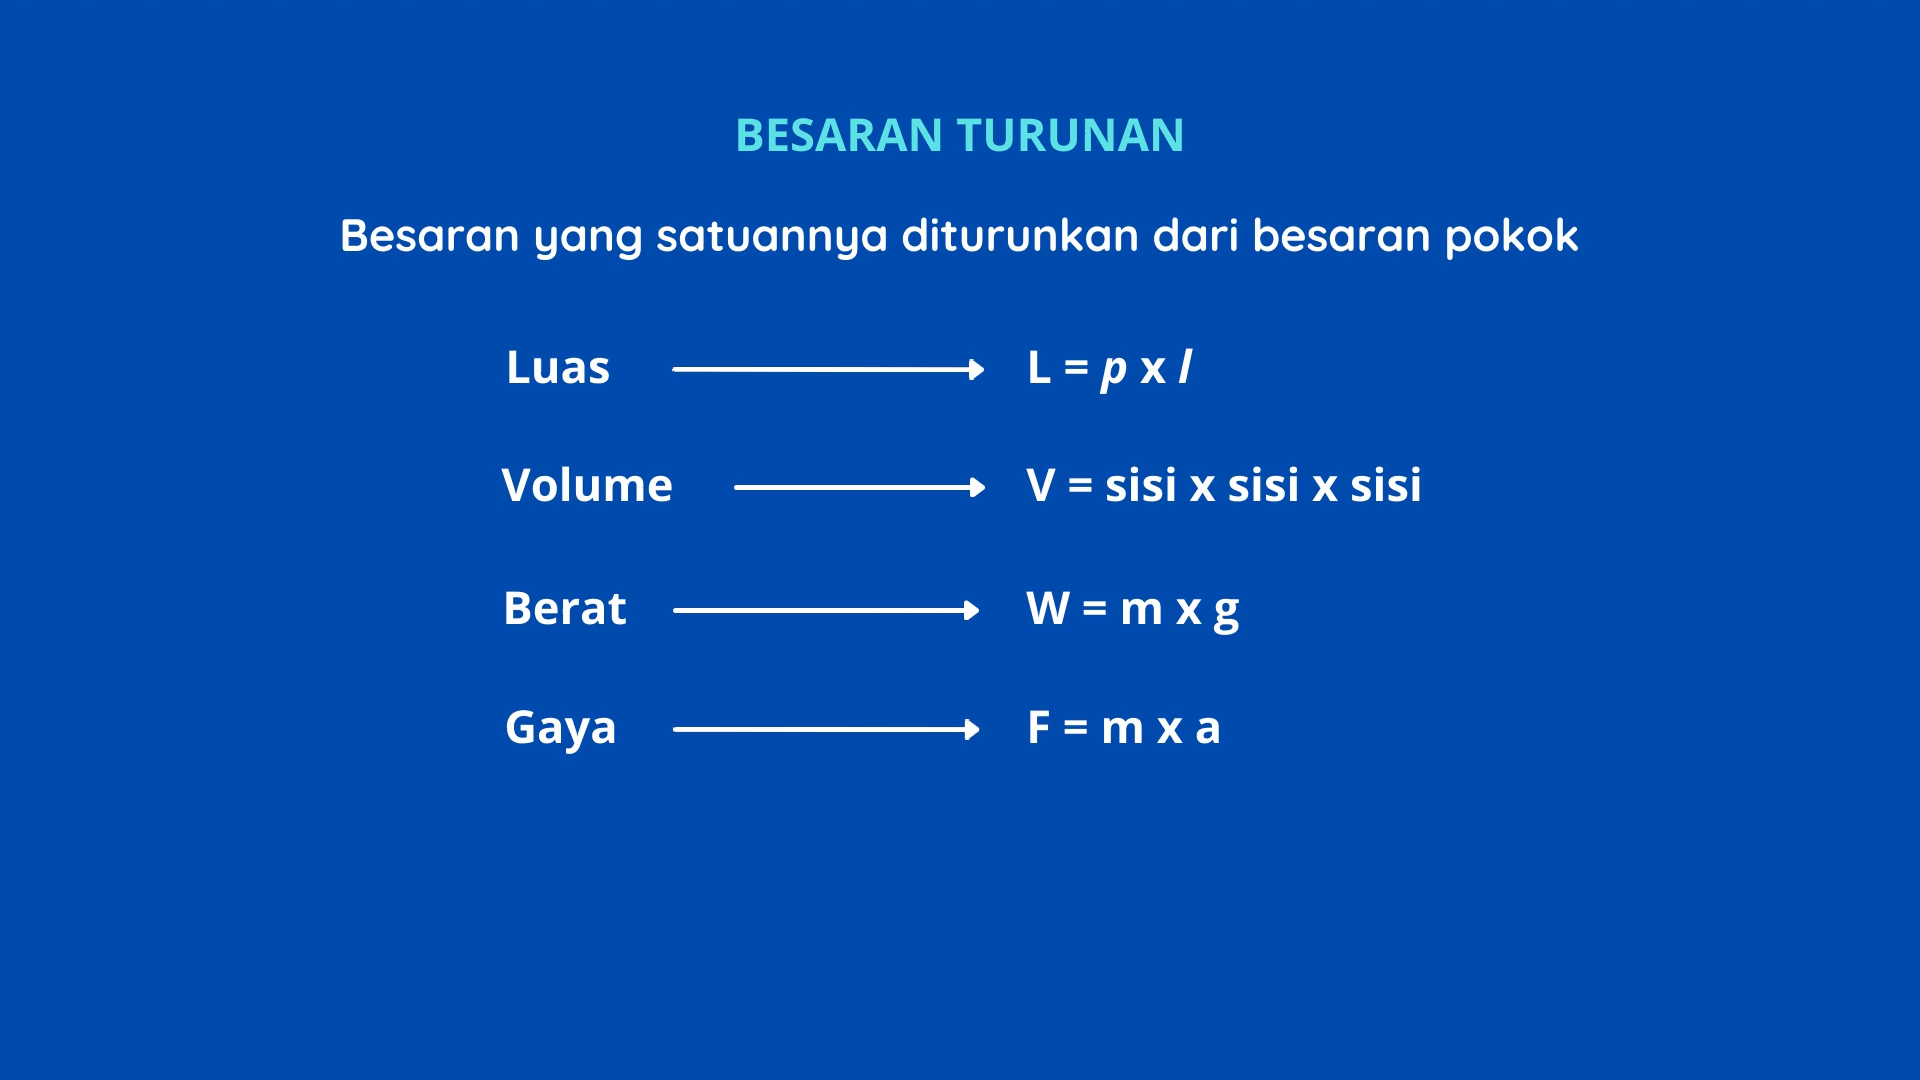 BESARAN TURUNAN
Besaran yang satuannya diturunkan dari besaran pokok
Luas L = p x l
Volume V = sisi x sisi x sisi
Berat W = m x g
Gaya F = m x a